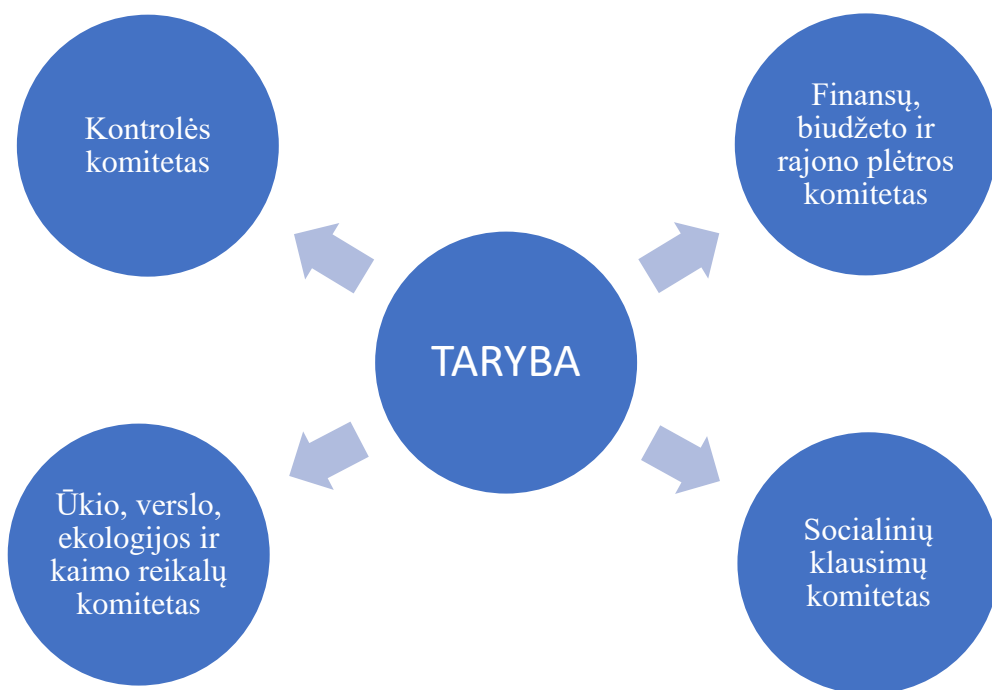 Kontrolės
komitetas
Finansų,
biudžeto ir
rajono plėtros
komitetas
TARYBA
Ūkio, verslo,
ekologijos ir
kaimo reikalų
komitetas
Socialinių
klausimų
komitetas